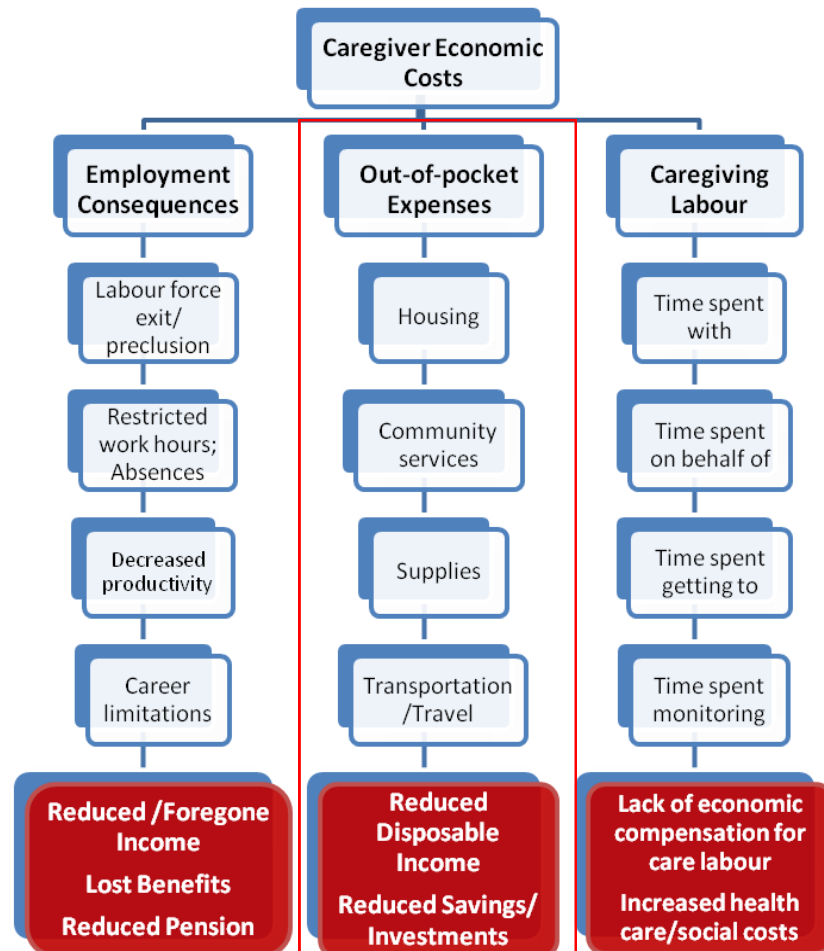 Caregiver Economic
Costs
Employment
Consequences
Labour force
exit/
preclusion
Restricted
work hours;
Absences
Decreased
productivity
Career
limitations
Reduced /Foregone
Income
Lost Benefits
Reduced Pension
Out-of-pocket
Expenses
Housing
Community
services
Supplies
Transportation
/Travel
Reduced
Disposable
Income
Reduced Savings/
Investments
Caregiving
Labour
Time spent
with
Time spent
on behalf of
Time spent
getting to
Time spent
monitoring
Lack of economic
compensation for
care labour
Increased health
care/social costs